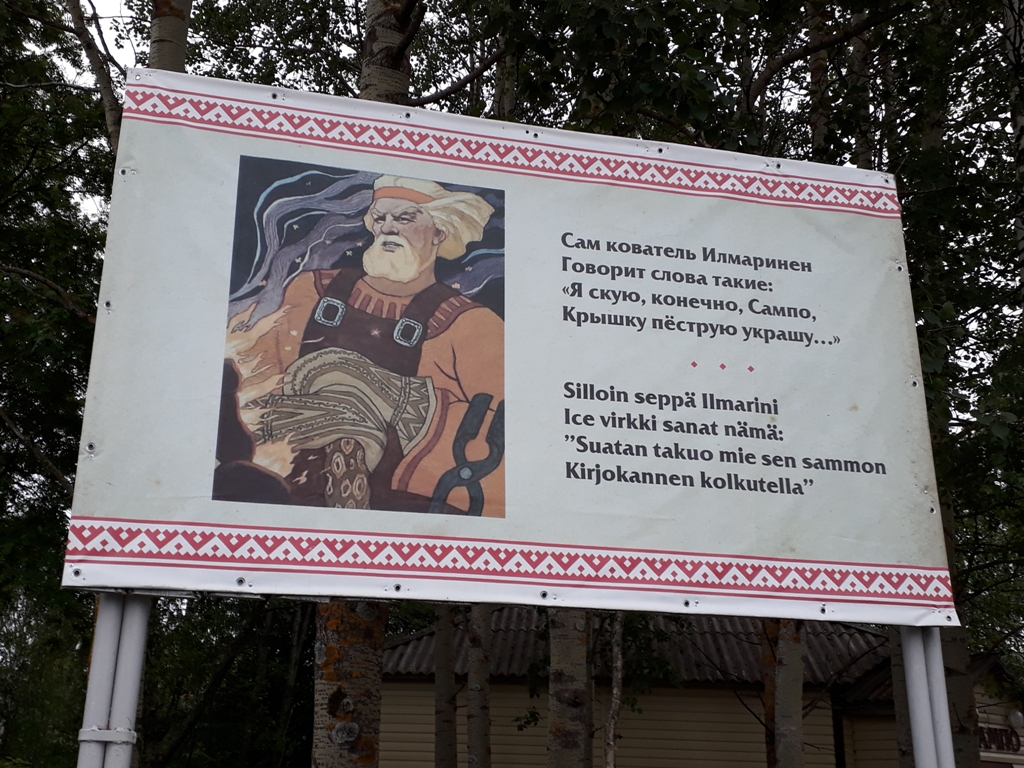 Сам кователь Илмаринен
Говорит слова такие:
«Я скую, конечно, Сампо,
Крышку пёструю украшу...»
Silloin seppä Ilmarini
Ice virkki sanat nämä:
”Suatan takuo mie sen sammon
Kirjokannen kolkutella”